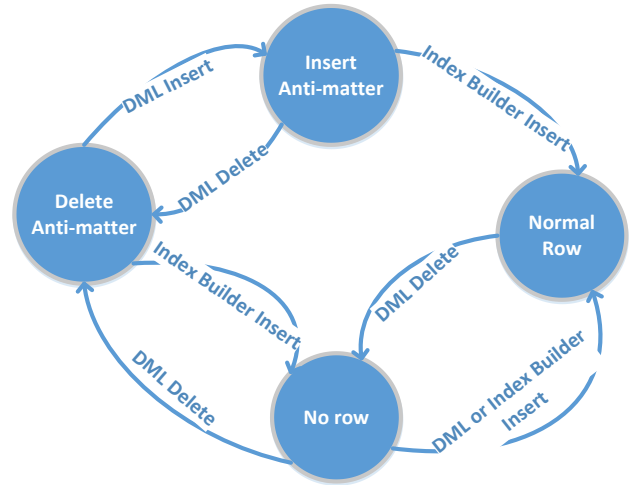 Insert
Anti-matter
DML Insert
Index Builder Insert
DML Delete
Delete
Anti-matter
Normal
Row
Index Builder Insert
DML Delete
DML Delete
No row
DML or Index Builder
Insert